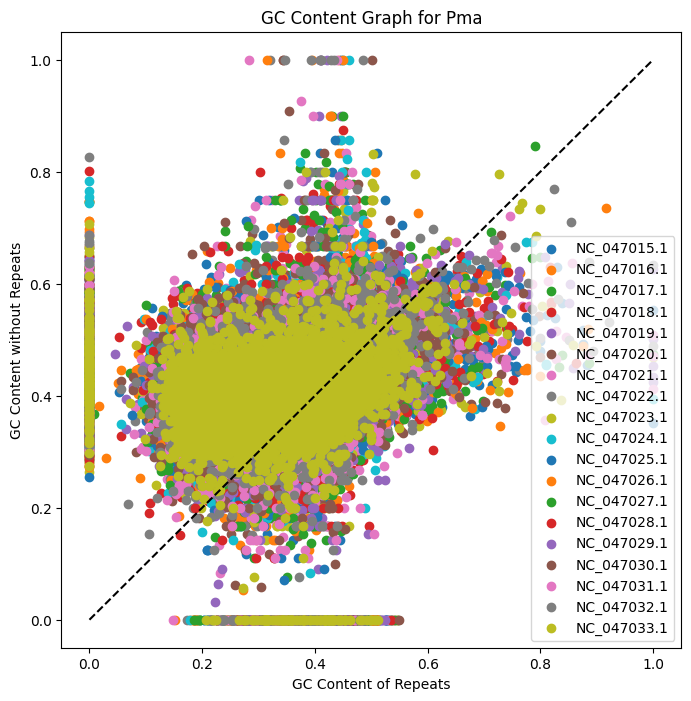 GC Content Graph for Pma
1.0
0.8
0.6
0.4
0.2
0.0
GC Content without Repeats
0.0
0.2
0.4
0.6
0.8
1.0
GC Content of Repeats
NC_047015.1
NC_047016.1
NC_047017.1
NC_047018.1
NC_047019.1
NC_047020.1
NC_047021.1
NC_047022.1
NC_047023.1
NC_047024.1
NC_047025.1
NC_047026.1
NC_047027.1
NC_047028.1
NC_047029.1
NC_047030.1
NC_047031.1
NC_047032.1
NC_047033.1